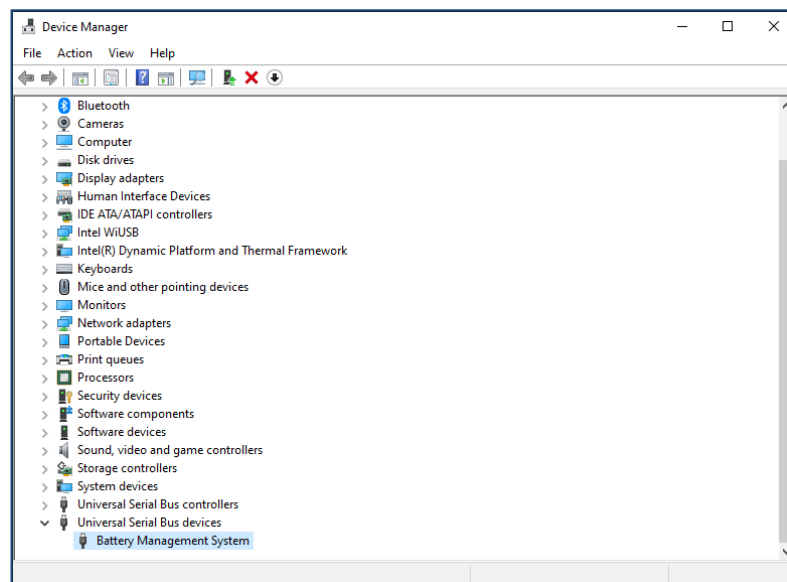 Device Manager
File Action View Help
Bluetooth
Cameras
Computer
Disk drives
Display adapters
Human Interface Devices
IDE ATA/ATAPI controllers
Intel WiUSB
Intel(R) Dynamic Platform and Thermal Framework
Keyboards
Mice and other pointing devices
Monitors
Network adapters
Portable Devices
Print queues
Processors
Security devices
Software components
Software devices
Sound, video and game controllers
Storage controllers
System devices
Universal Serial Bus controllers
Universal Serial Bus devices
Battery Management System